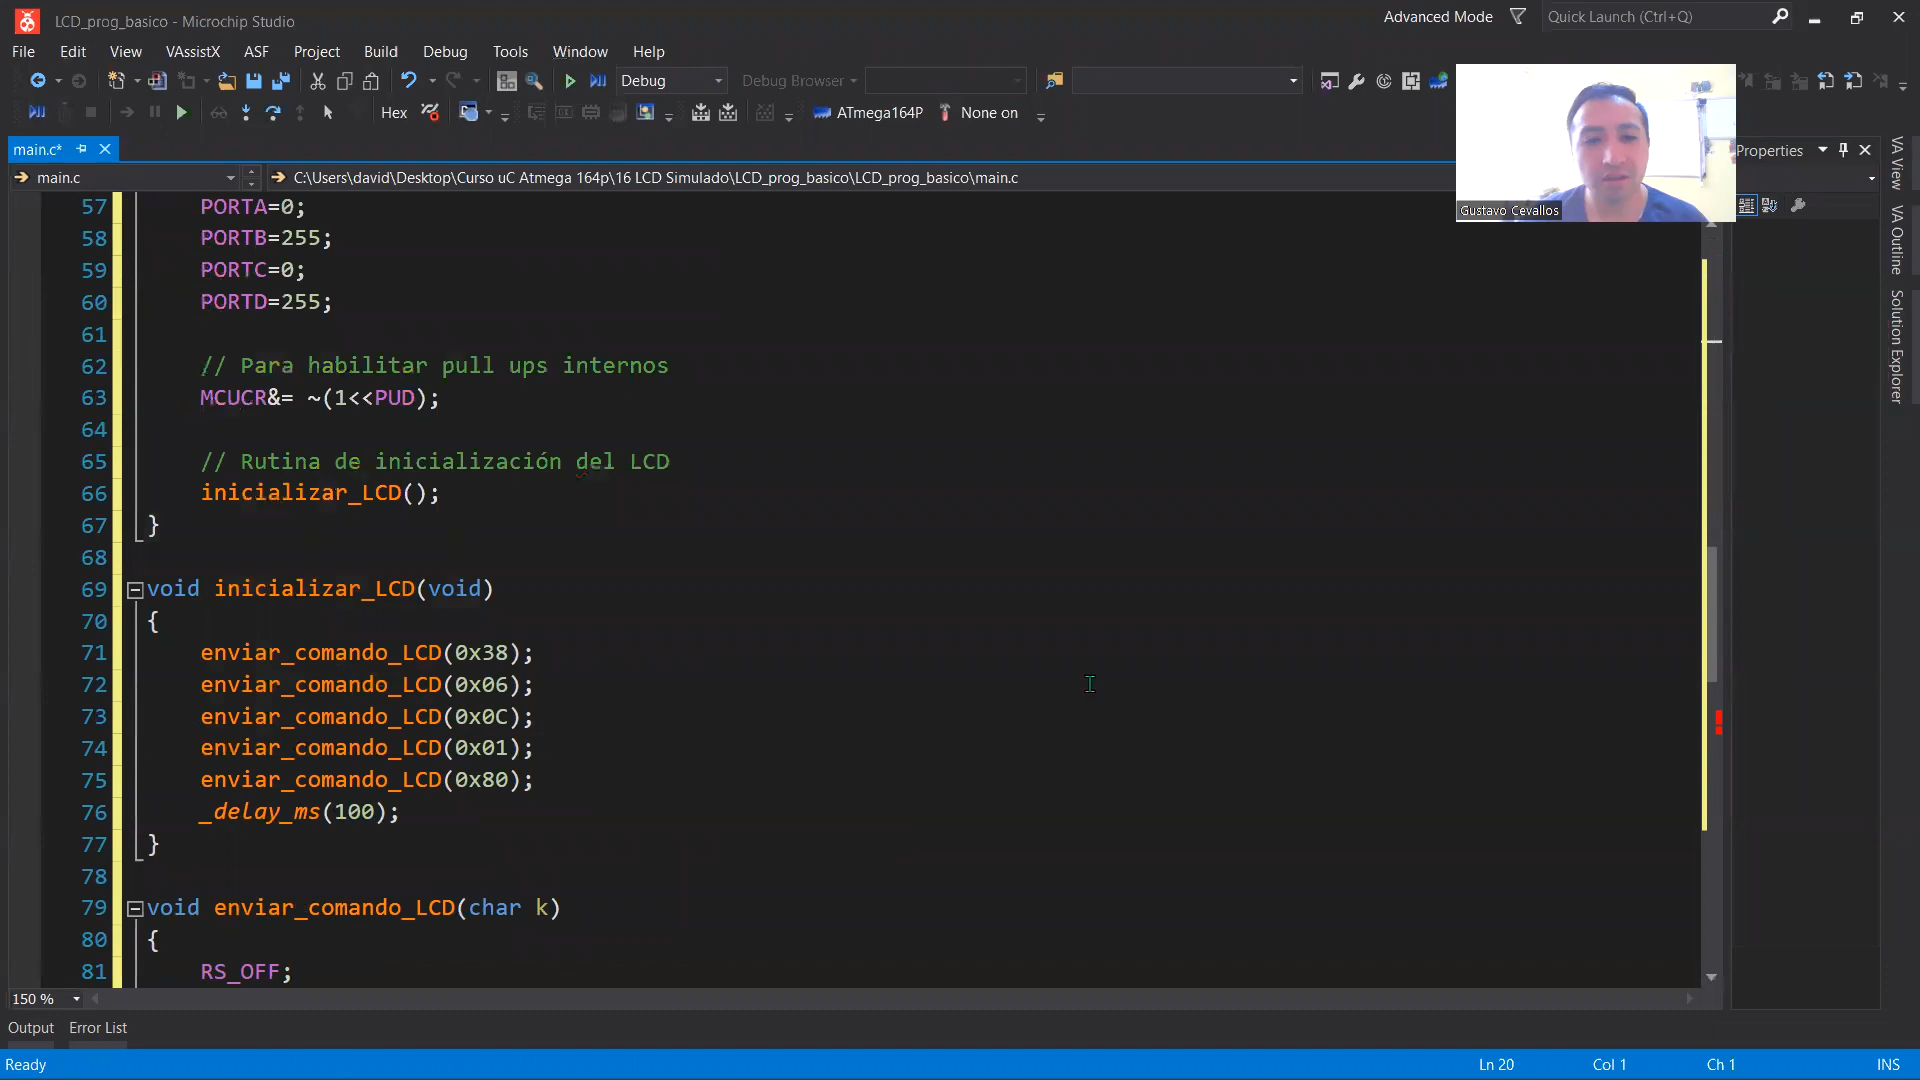 LCD_prog_basico - Microchip Studio
Advanced Mode
Quick Launch (Ctrl+Q)
File Edit View VAssistX ASF Project Build Debug Tools Window Help
Debug
Debug Browser
Hex
ATmega164P
None on
main.c*
main.c
C:\Users\david\Desktop\Curso uC Atmega 164p\16 LCD Simulado\LCD_prog_basico\LCD_prog_basico\main.c
Gustavo Cevallos
Properties
VA View
VA Outline
Solution Explorer
57 PORTA=0;
58 PORTB=255;
59 PORTC=0;
60 PORTD=255;
61
62 // Para habilitar pull ups internos
63 MCUCR&= ~(1<<PUD);
64
65 // Rutina de inicialización del LCD
66 inicializar_LCD();
67 }
68
69 void inicializar_LCD(void)
70 {
71 enviar_comando_LCD(0x38);
72 enviar_comando_LCD(0x06);
73 enviar_comando_LCD(0x0C);
74 enviar_comando_LCD(0x01);
75 enviar_comando_LCD(0x80);
76 _delay_ms(100);
77 }
78
79 void enviar_comando_LCD(char k)
80 {
81 RS_OFF;
150 %
Output Error List
Ready
Ln 20 Col 1 Ch 1 INS